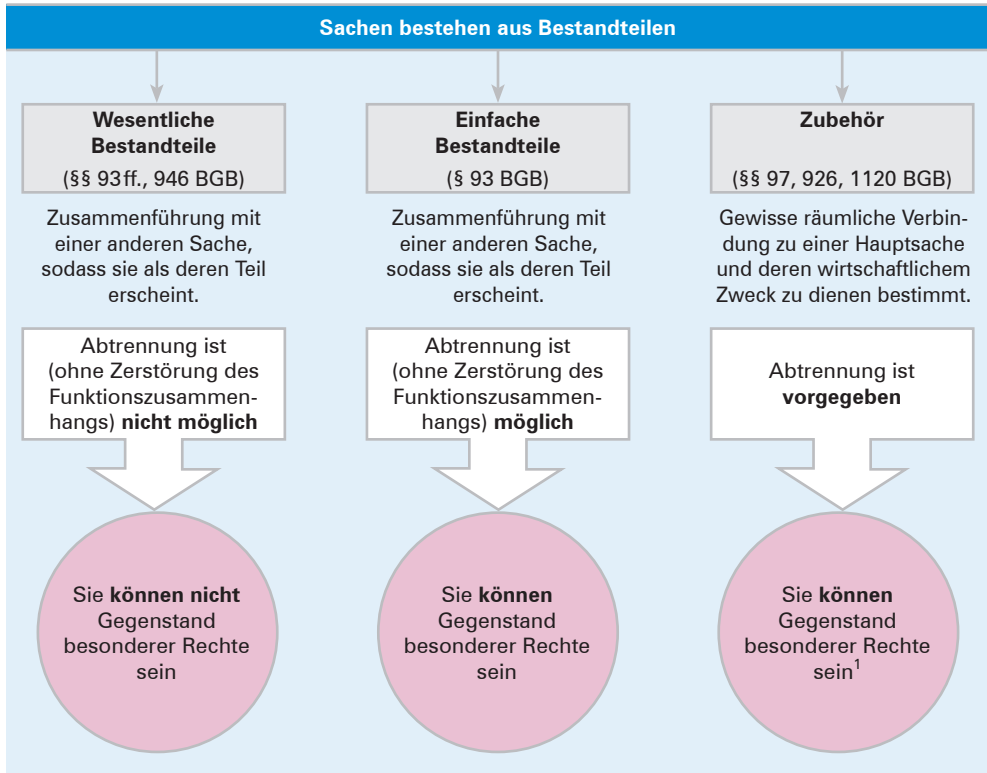 Sachen bestehen aus Bestandteilen
Wesentliche
Bestandteile
(§§ 93 ff., 946 BGB)
Zusammenführung mit
einer anderen Sache,
sodass sie als deren Teil
erscheint.
Abtrennung ist
(ohne Zerstörung des
Funktionszusammen-
hangs) nicht möglich
Sie können nicht
Gegenstand
besonderer Rechte
sein
Einfache
Bestandteile
(§ 93 BGB)
Zusammenführung mit
einer anderen Sache,
sodass sie als deren Teil
erscheint.
Abtrennung ist
(ohne Zerstörung des
Funktionszusammen-
hangs) möglich
Sie können
Gegenstand
besonderer Rechte
sein
Zubehör
(§§ 97, 926, 1120 BGB)
Gewisse räumliche Verbin-
dung zu einer Hauptsache
und deren wirtschaftlichem
Zweck zu dienen bestimmt.
Abtrennung ist
vorgegeben
Sie können
Gegenstand
besonderer Rechte
sein¹